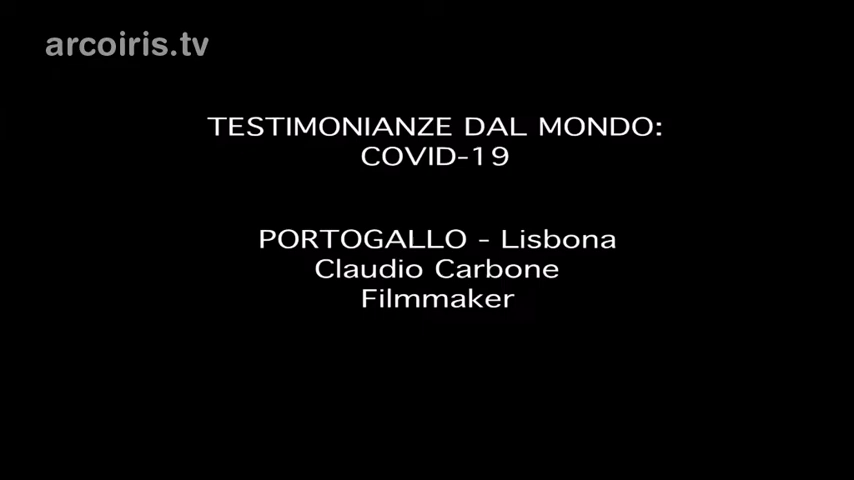 arcoiris.tv
TESTIMONIANZE DAL MONDO:
COVID-19
PORTOGALLO - Lisbona
Claudio Carbone
Filmmaker